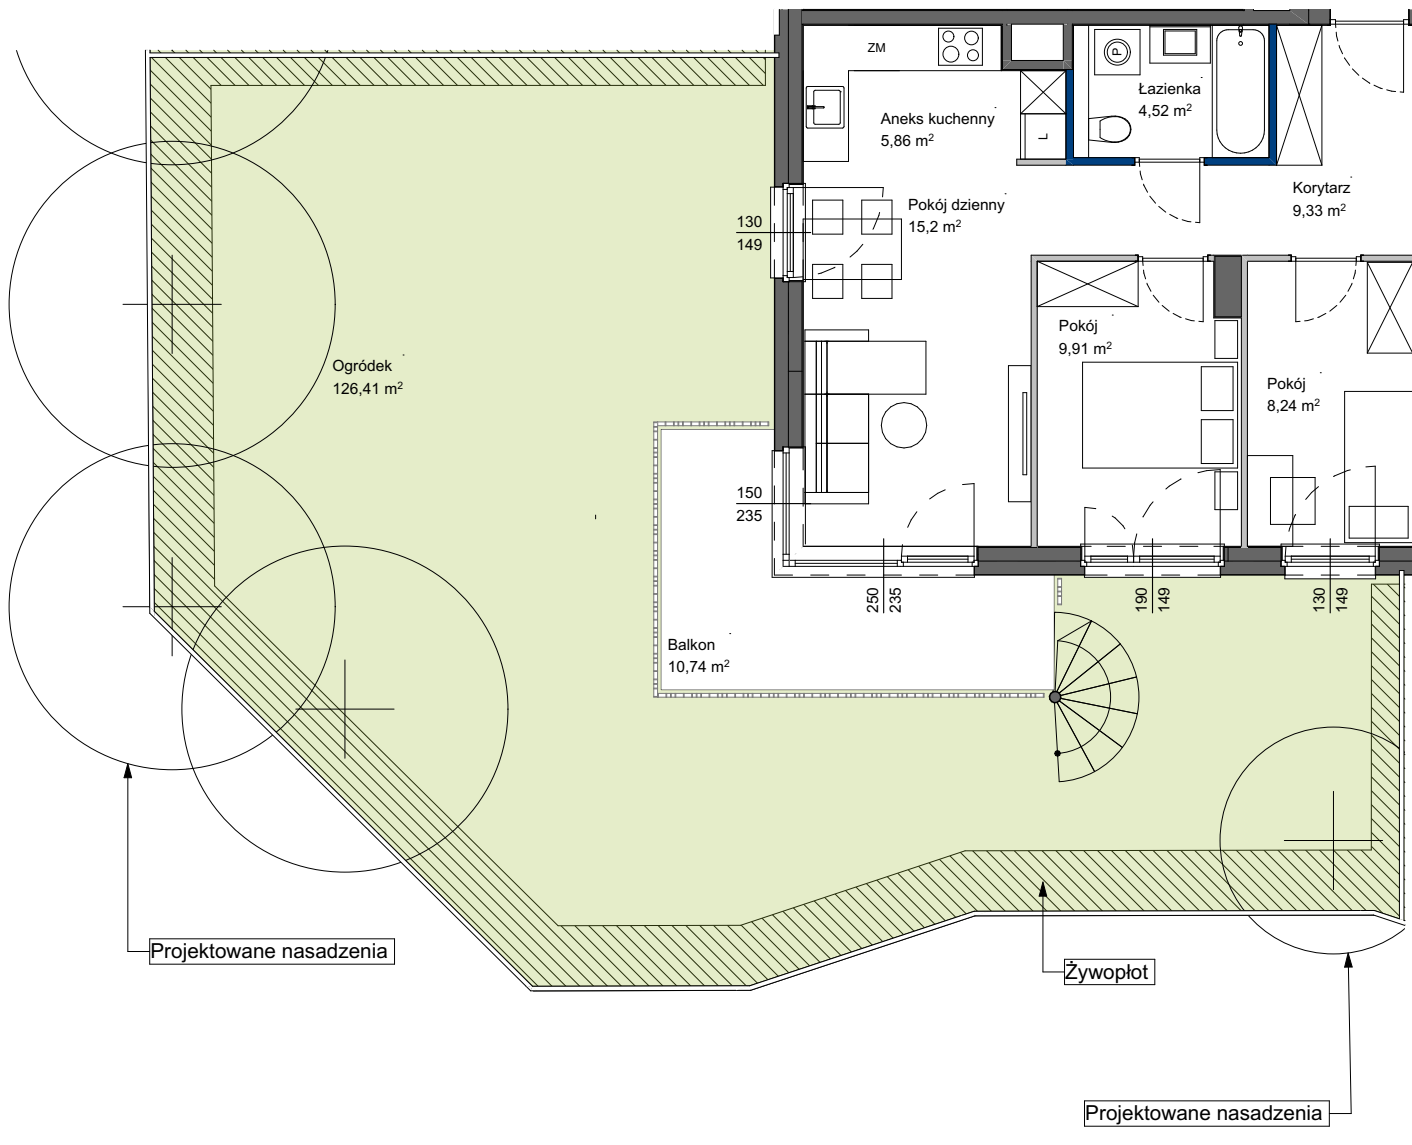 ZM
P
Łazienka
4,52 m²
Aneks kuchenny
5,86 m²
L
Korytarz
9,33 m²
Pokój dzienny
15,2 m²
130
149
Pokój
9,91 m²
Ogródek
126,41 m²
Pokój
8,24 m²
150
235
250
235
190
149
130
149
Balkon
10,74 m²
Projektowane nasadzenia
Żywopłot
Projektowane nasadzenia